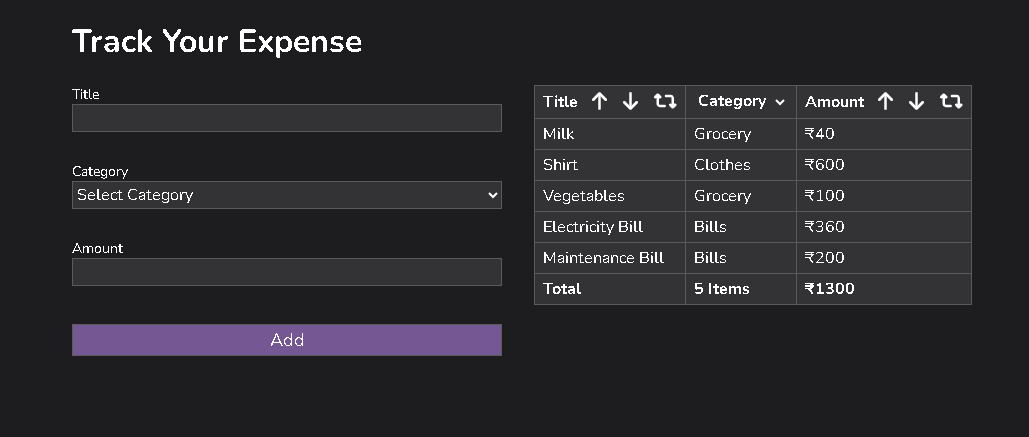 Track Your Expense
Title
Category
Select Category
Amount
Add
Title Category Amount
Milk Grocery ₹40
Shirt Clothes ₹600
Vegetables Grocery ₹100
Electricity Bill Bills ₹360
Maintenance Bill Bills ₹200
Total 5 Items ₹1300